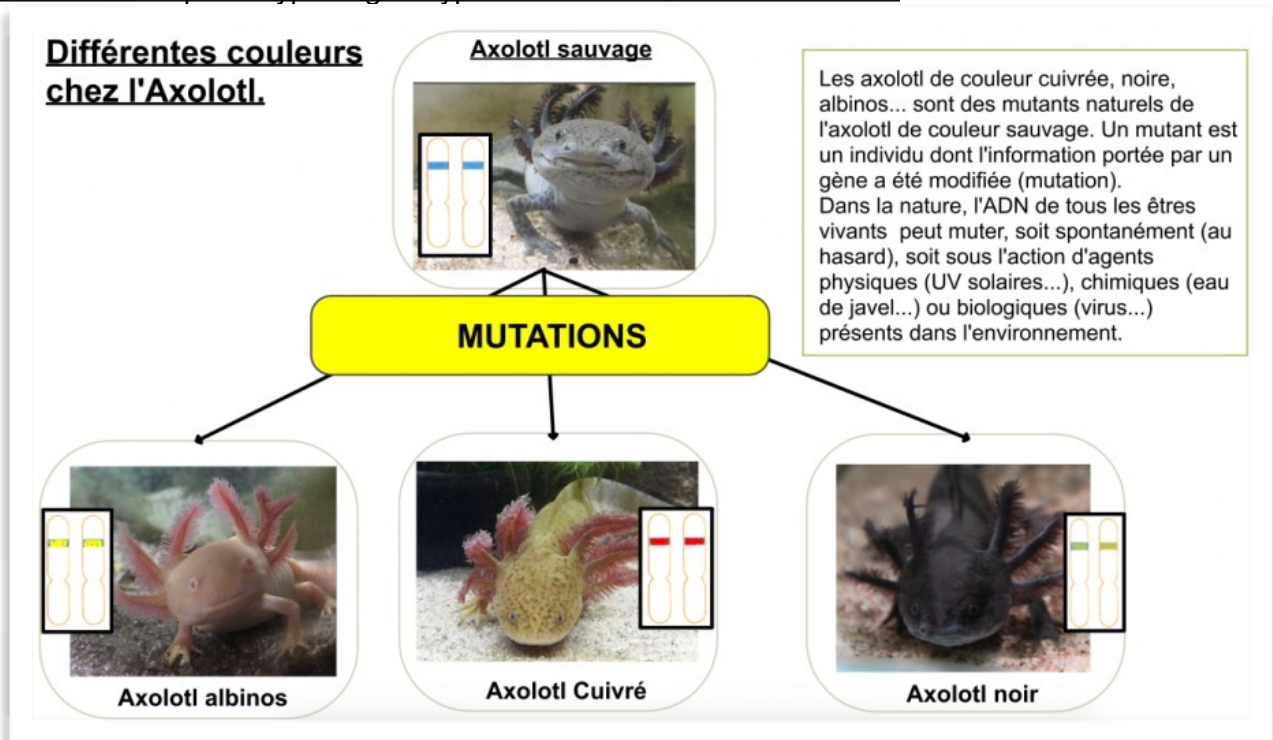 Différentes couleurs
chez l'Axolotl.
Axolotl sauvage
Les axolotl de couleur cuivrée, noire,
albinos... sont des mutants naturels de
l'axolotl de couleur sauvage. Un mutant est
un individu dont l'information portée par un
gène a été modifiée (mutation).
Dans la nature, l'ADN de tous les êtres
vivants peut muter, soit spontanément (au
hasard), soit sous l'action d'agents
physiques (UV solaires...), chimiques (eau
de javel...) ou biologiques (virus...)
présents dans l'environnement.
MUTATIONS
Axolotl albinos
Axolotl Cuivré
Axolotl noir